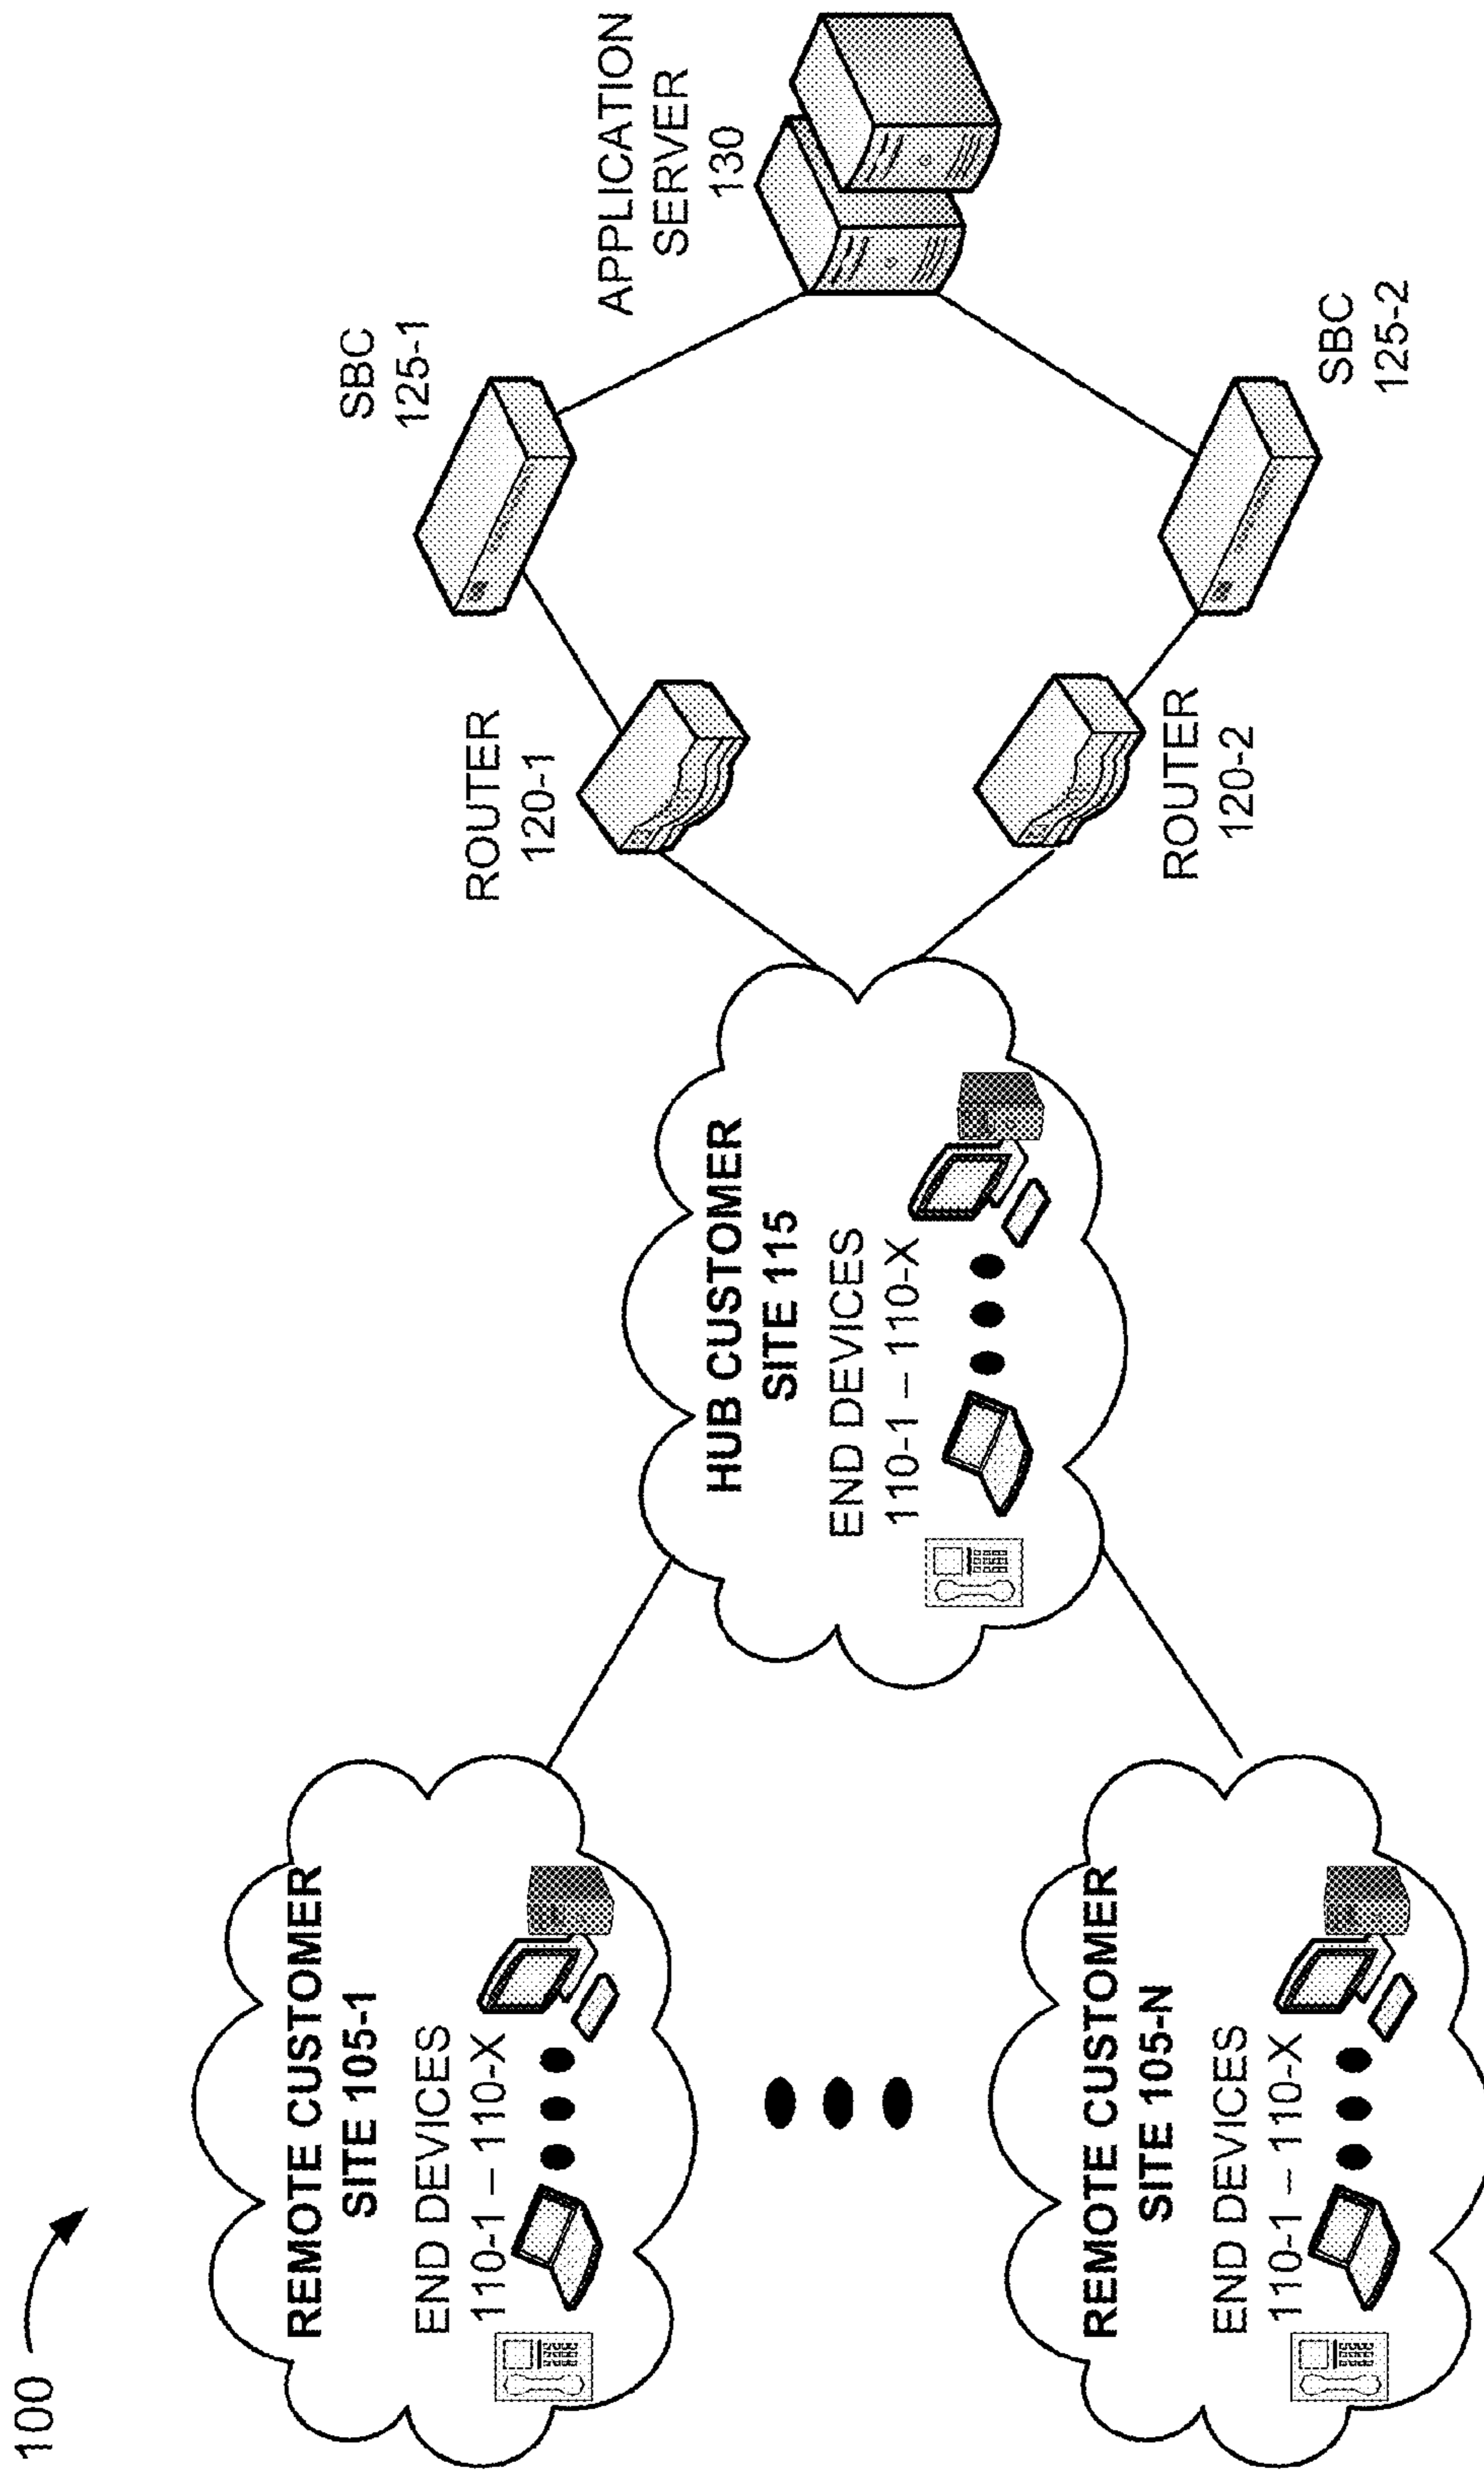 100
REMOTE CUSTOMER
SITE 105-1
END DEVICES
110-1 – 110-X
REMOTE CUSTOMER
SITE 105-N
END DEVICES
110-1 – 110-X
HUB CUSTOMER
SITE 115
END DEVICES
110-1 – 110-X
ROUTER
120-1
ROUTER
120-2
SBC
125-1
SBC
125-2
APPLICATION
SERVER
130